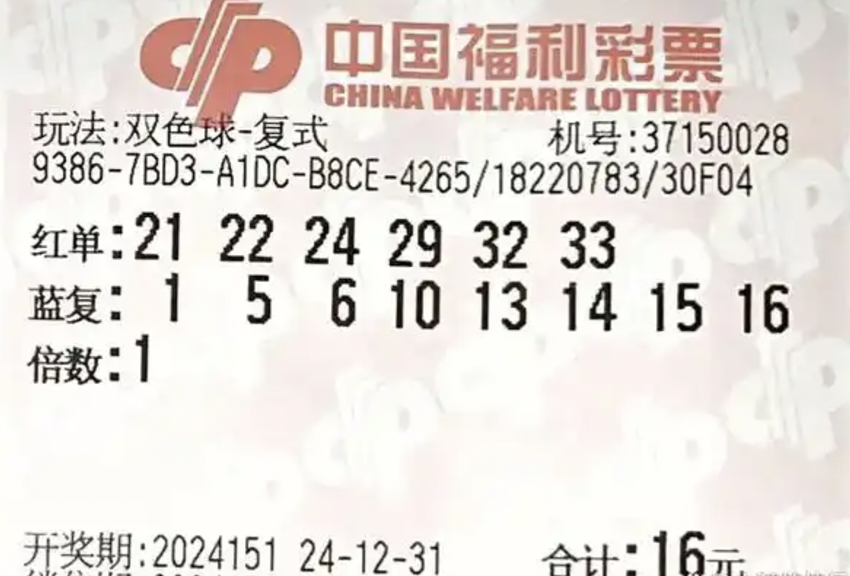 中国福利彩票
CHINA WELFARE LOTTERY
玩法:双色球-复式 机号:37150028
9386-7BD3-A1DC-B8CE-4265/18220783/30F04
红单:21 22 24 29 32 33
蓝复: 1 5 6 10 13 14 15 16
倍数:1
开奖期:2024151 24-12-31 合计:16元